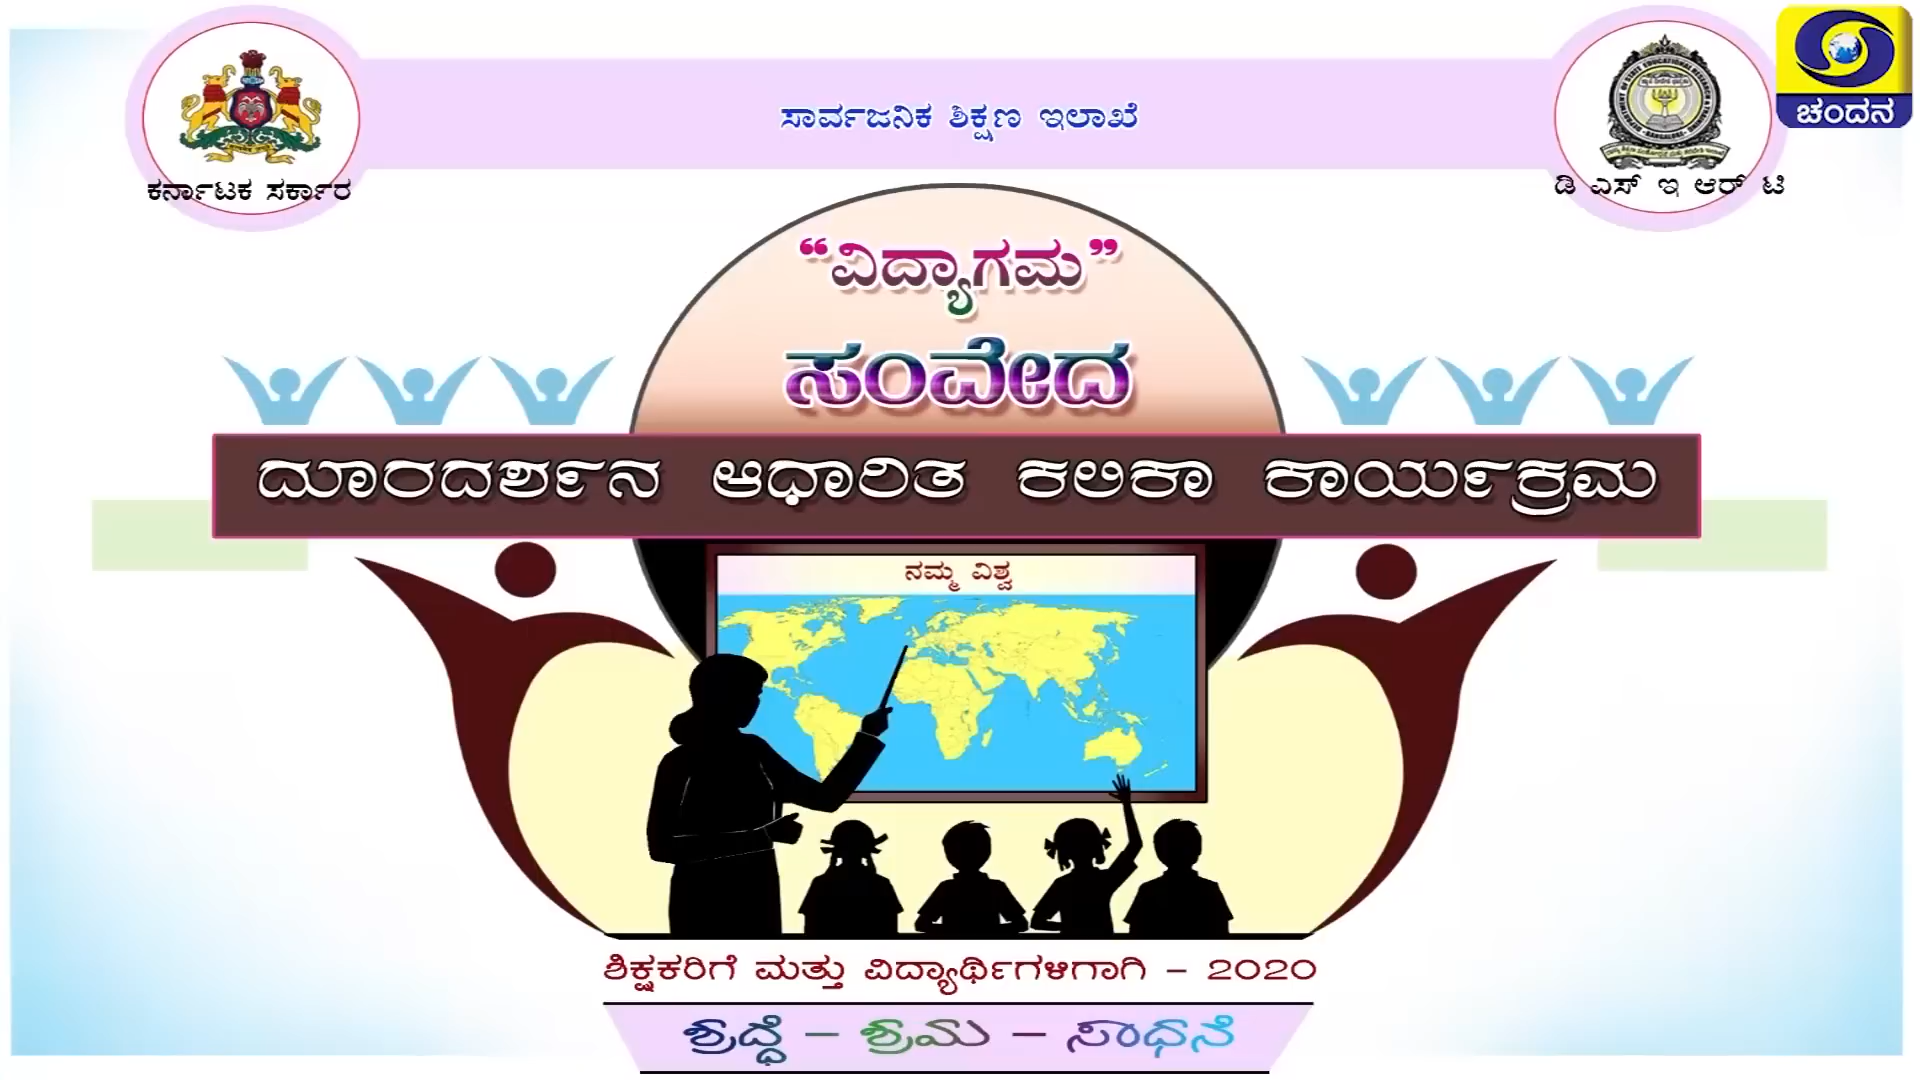 ಸಾರ್ವಜನಿಕ ಶಿಕ್ಷಣ ಇಲಾಖೆ
ಚಂದನ
ಕರ್ನಾಟಕ ಸರ್ಕಾರ
ಡಿ ಎಸ್ ಇ ಆರ್ ಟಿ
“ವಿದ್ಯಾಗಮ”
ಸಂವೇದ
ದೂರದರ್ಶನ ಆಧಾರಿತ ಕಲಿಕಾ ಕಾರ್ಯಕ್ರಮ
ನಮ್ಮ ವಿಶ್ವ
ಶಿಕ್ಷಕರಿಗೆ ಮತ್ತು ವಿದ್ಯಾರ್ಥಿಗಳಿಗಾಗಿ – 2020
ಶ್ರದ್ಧೆ – ಶ್ರಮ – ಸಾಧನೆ